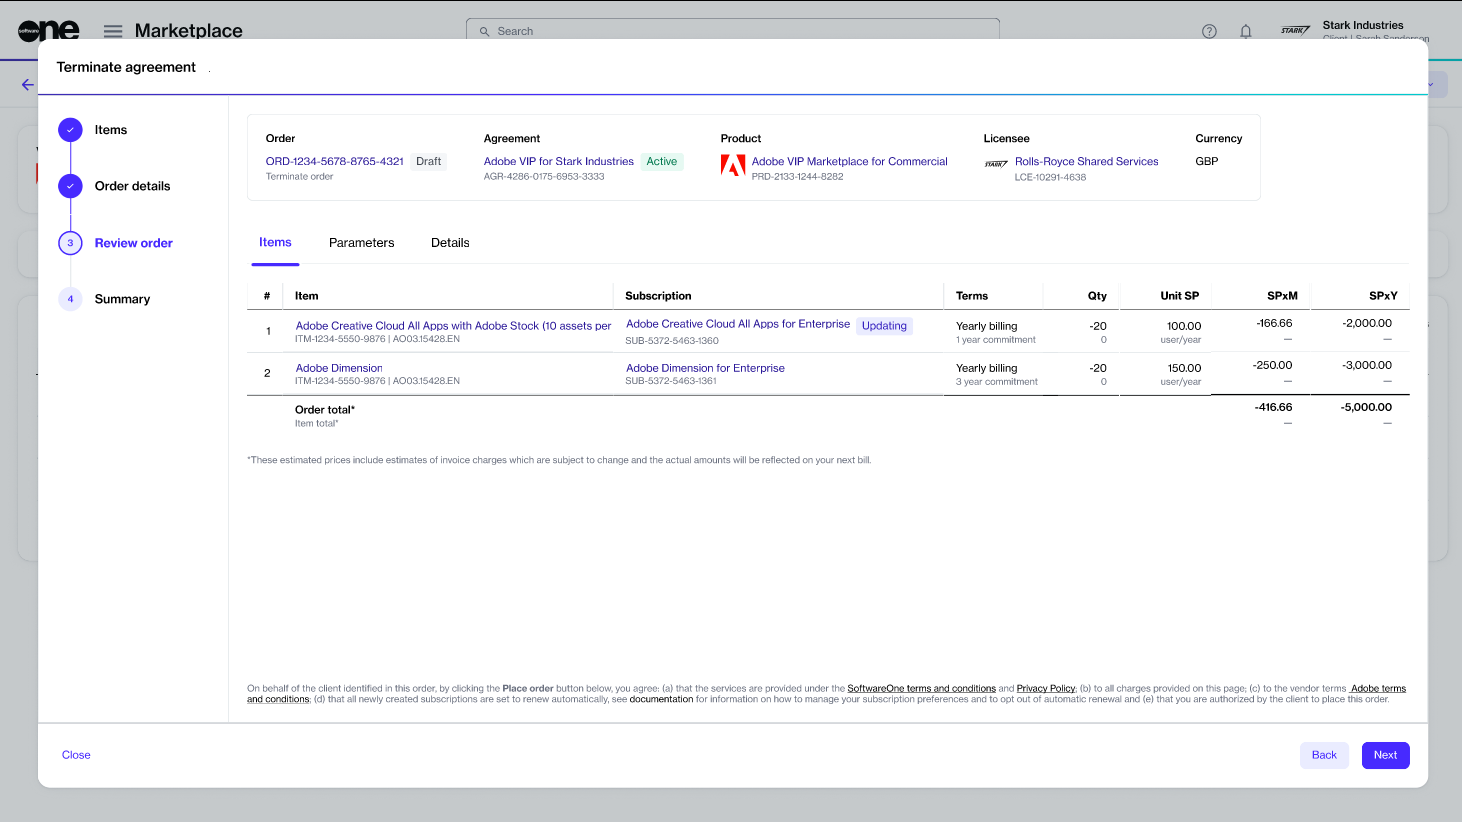 software one
Marketplace
Search
?
STARK
Stark Industries
Client | Sarah Sanderson
Terminate agreement
Items
Order details
3 Review order
4 Summary
Order Agreement Product Licensee Currency
ORD-1234-5678-8765-4321 Draft Adobe VIP for Stark Industries Active Adobe VIP Marketplace for Commercial STARK Rolls-Royce Shared Services GBP
Terminate order AGR-4286-0175-6953-3333 PRD-2133-1244-8282 LCE-10291-4638
Items Parameters Details
# Item Subscription Terms Qty Unit SP SPxM SPxY
1 Adobe Creative Cloud All Apps with Adobe Stock (10 assets per Adobe Creative Cloud All Apps for Enterprise Updating Yearly billing -20 100.00 -166.66 -2,000.00
ITM-1234-5550-9876 | AO03.15428.EN SUB-5372-5463-1360 1 year commitment 0 user/year — —
2 Adobe Dimension Adobe Dimension for Enterprise Yearly billing -20 150.00 -250.00 -3,000.00
ITM-1234-5550-9876 | AO03.15428.EN SUB-5372-5463-1361 3 year commitment 0 user/year — —
Order total* -416.66 -5,000.00
Item total* — —
*These estimated prices include estimates of invoice charges which are subject to change and the actual amounts will be reflected on your next bill.
On behalf of the client identified in this order, by clicking the Place order button below, you agree: (a) that the services are provided under the SoftwareOne terms and conditions and Privacy Policy; (b) to all charges provided on this page; (c) to the vendor terms Adobe terms
and conditions; (d) that all newly created subscriptions are set to renew automatically, see documentation for information on how to manage your subscription preferences and to opt out of automatic renewal and (e) that you are authorized by the client to place this order.
Close Back Next